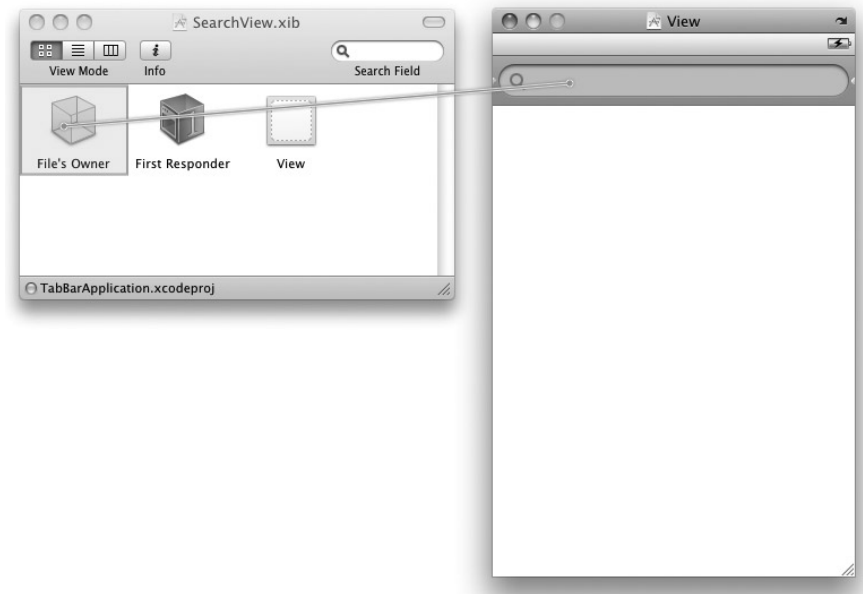 SearchView.xib
View Mode
Info
Search Field
File's Owner
First Responder
View
TabBarApplication.xcodeproj
View